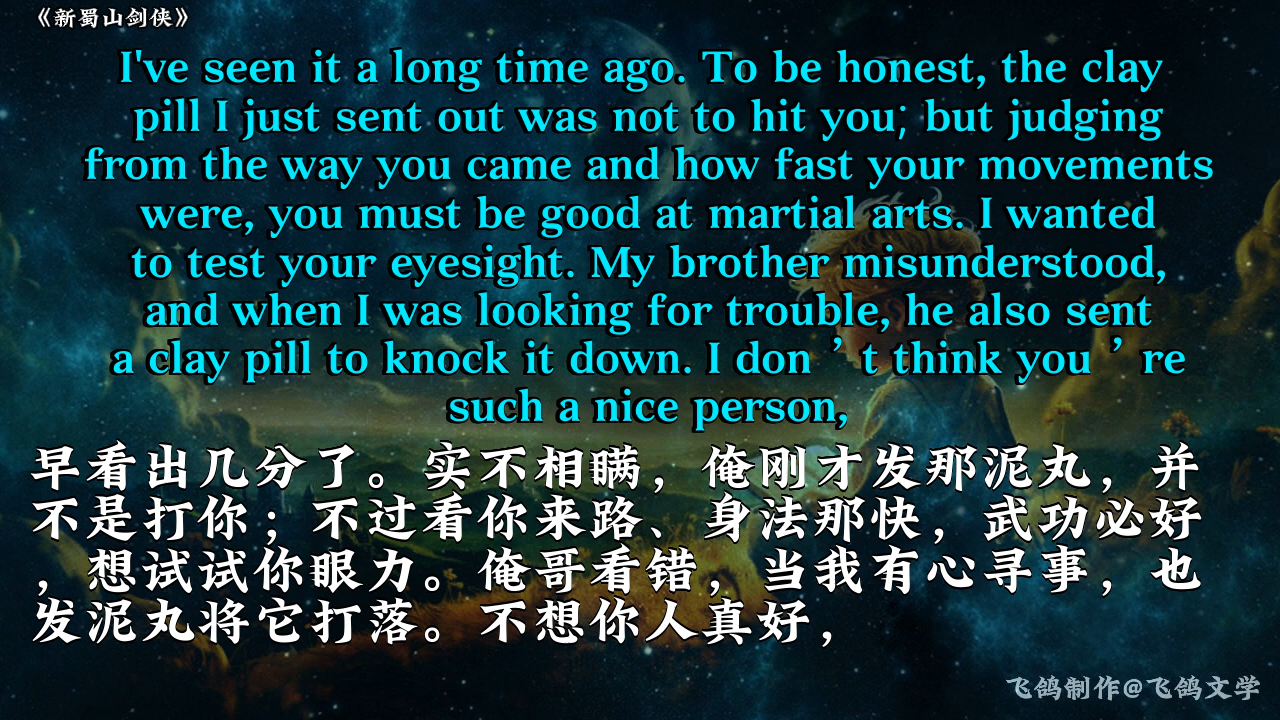 《新蜀山剑侠》
I've seen it a long time ago. To be honest, the clay
pill I just sent out was not to hit you; but judging
from the way you came and how fast your movements
were, you must be good at martial arts. I wanted
to test your eyesight. My brother misunderstood,
and when I was looking for trouble, he also sent
a clay pill to knock it down. I don ’ t think you ’ re
such a nice person,
早看出几分了。实不相瞒，俺刚才发那泥丸，并
不是打你；不过看你来路、身法那快，武功必好
，想试试你眼力。俺哥看错，当我有心寻事，也
发泥丸将它打落。不想你人真好，
飞鸽制作@飞鸽文学